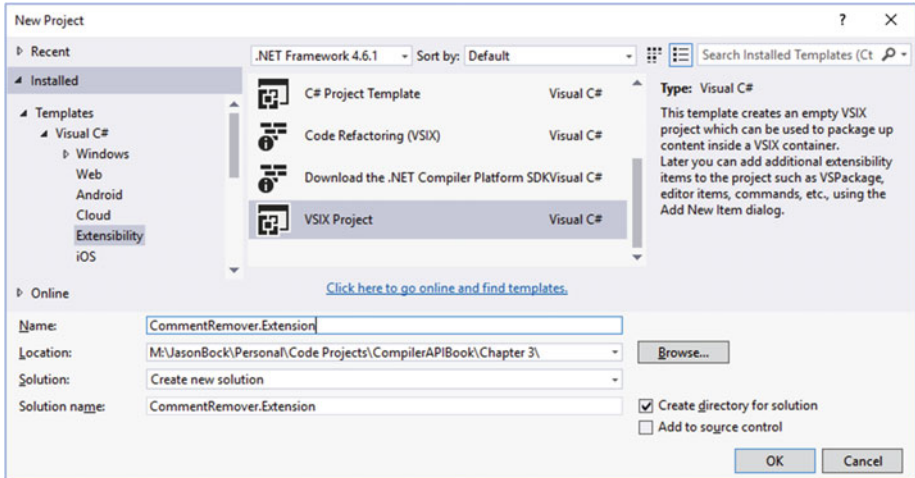 New Project
?
Recent
Installed
Templates
Visual C#
Windows
Web
Android
Cloud
Extensibility
iOS
Online
.NET Framework 4.6.1
Sort by: Default
Search Installed Templates (Ct
C# Project Template Visual C#
Code Refactoring (VSIX) Visual C#
Download the .NET Compiler Platform SDKVisual C#
VSIX Project Visual C#
Click here to go online and find templates.
Type: Visual C#
This template creates an empty VSIX
project which can be used to package up
content inside a VSIX container.
Later you can add additional extensibility
items to the project such as VSPackage,
editor items, commands, etc., using the
Add New Item dialog.
Name: CommentRemover.Extension
Location: M:\JasonBock\Personal\Code Projects\CompilerAPIBook\Chapter 3\
Browse...
Solution: Create new solution
Solution name: CommentRemover.Extension
Create directory for solution
Add to source control
OK
Cancel